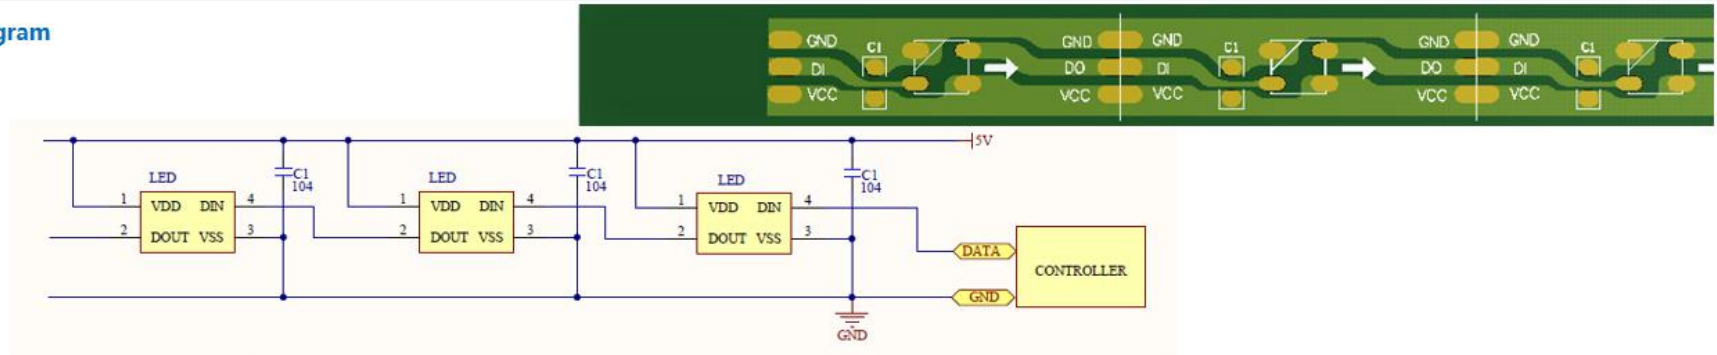 gram
GND C1 GND GND C1 GND GND C1
DI DO DI DO DI
VCC VCC VCC VCC VCC
5V
C1 C1 C1
104 104 104
LED LED LED
1 VDD DIN 4 1 VDD DIN 4 1 VDD DIN 4
2 DOUT VSS 3 2 DOUT VSS 3 2 DOUT VSS 3
DATA
CONTROLLER
GND
GND